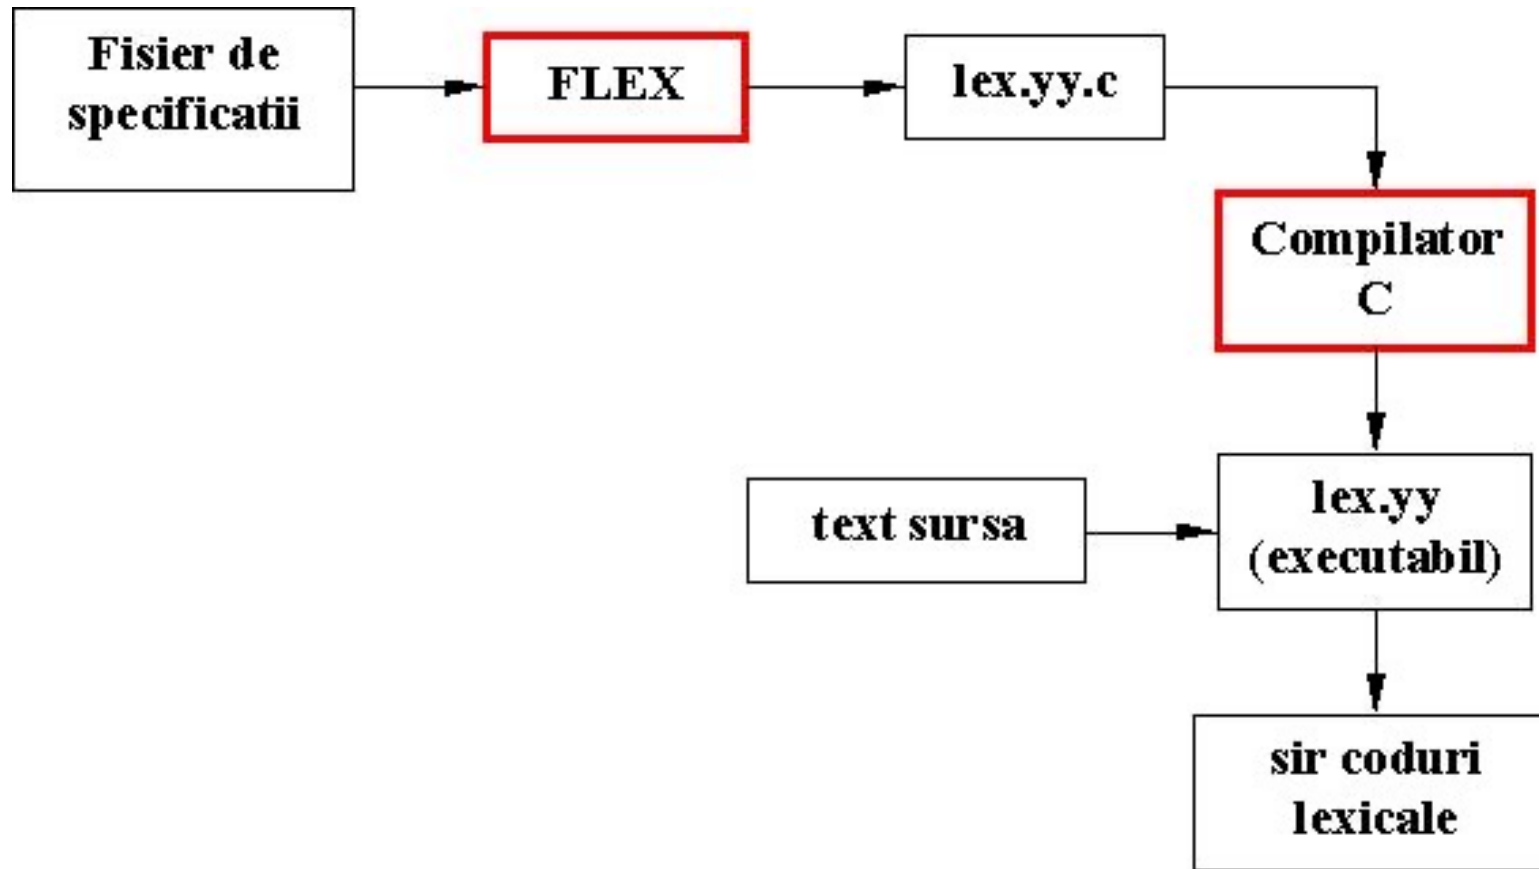 Fisier de
specificatii
FLEX
lex.yy.c
Compilator
C
text sursa
lex.yy
(executabil)
sir coduri
lexicale